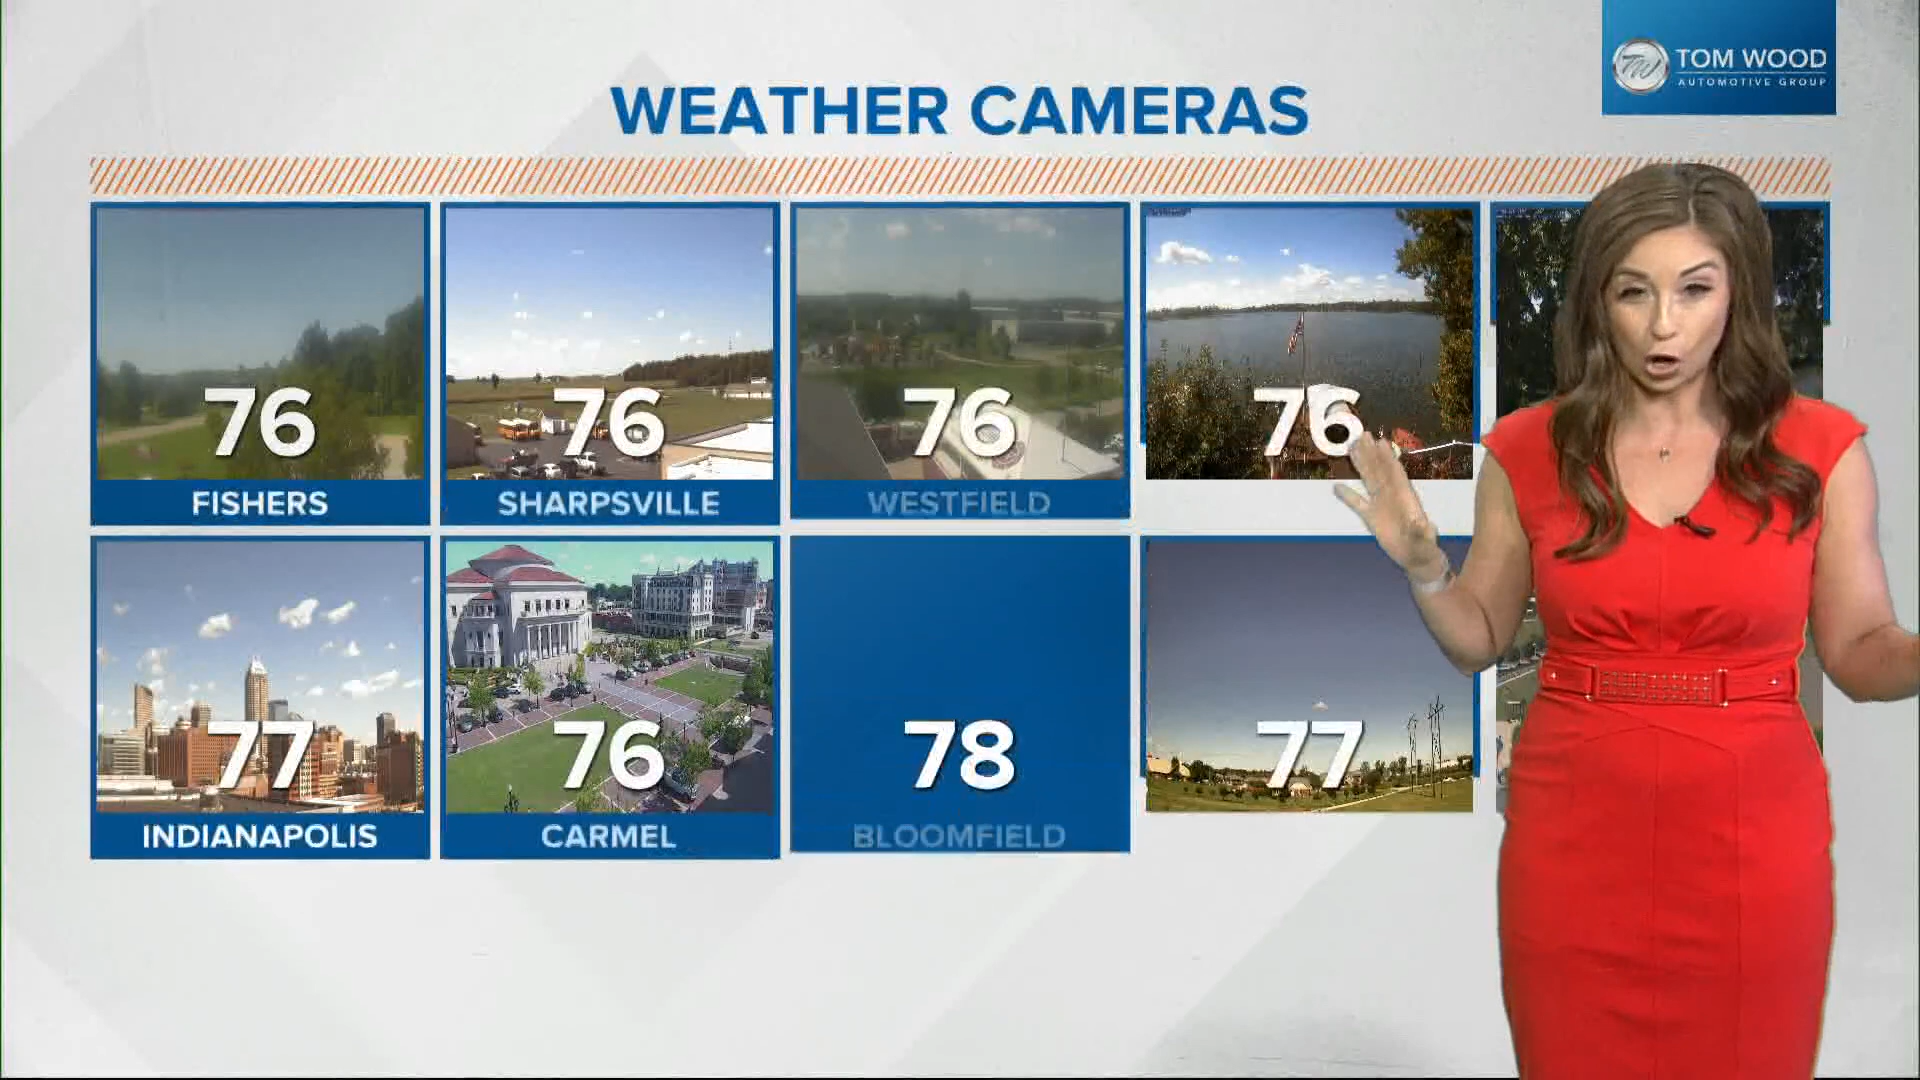 TW TOM WOOD
AUTOMOTIVE GROUP
WEATHER CAMERAS
76
76
76
76
FISHERS
SHARPSVILLE
WESTFIELD
77
76
78
77
INDIANAPOLIS
CARMEL
BLOOMFIELD